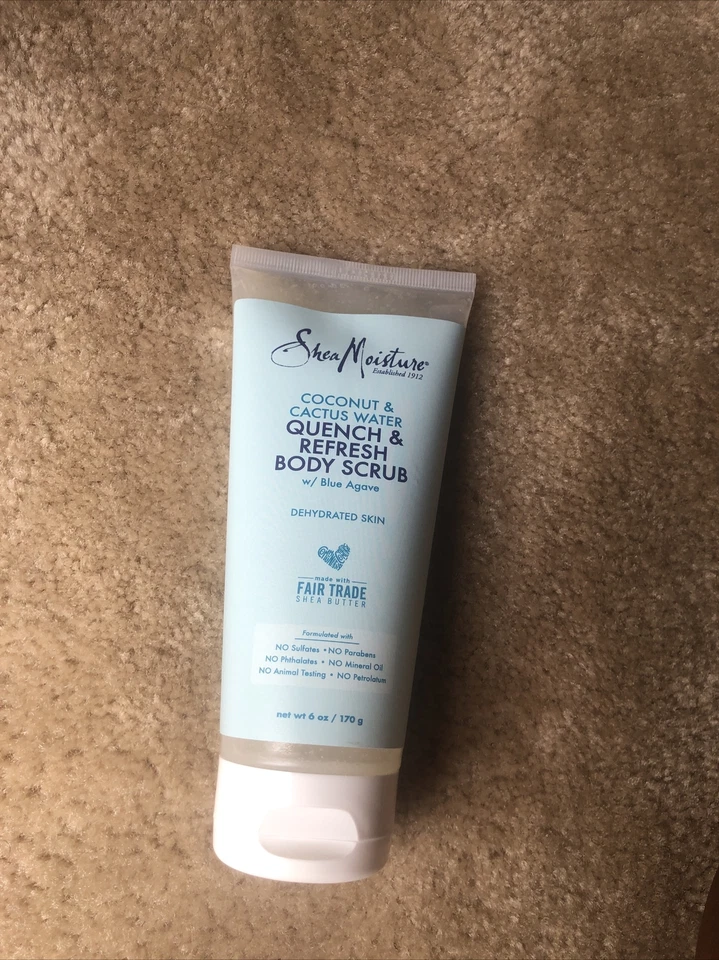 SheaMoisture®
Established 1912
COCONUT &
CACTUS WATER
QUENCH &
REFRESH
BODY SCRUB
w/ Blue Agave
DEHYDRATED SKIN
made with
FAIR TRADE
SHEA BUTTER
Formulated with
NO Sulfates • NO Parabens
NO Phthalates • NO Mineral Oil
NO Animal Testing • NO Petrolatum
net wt 6 oz / 170 g